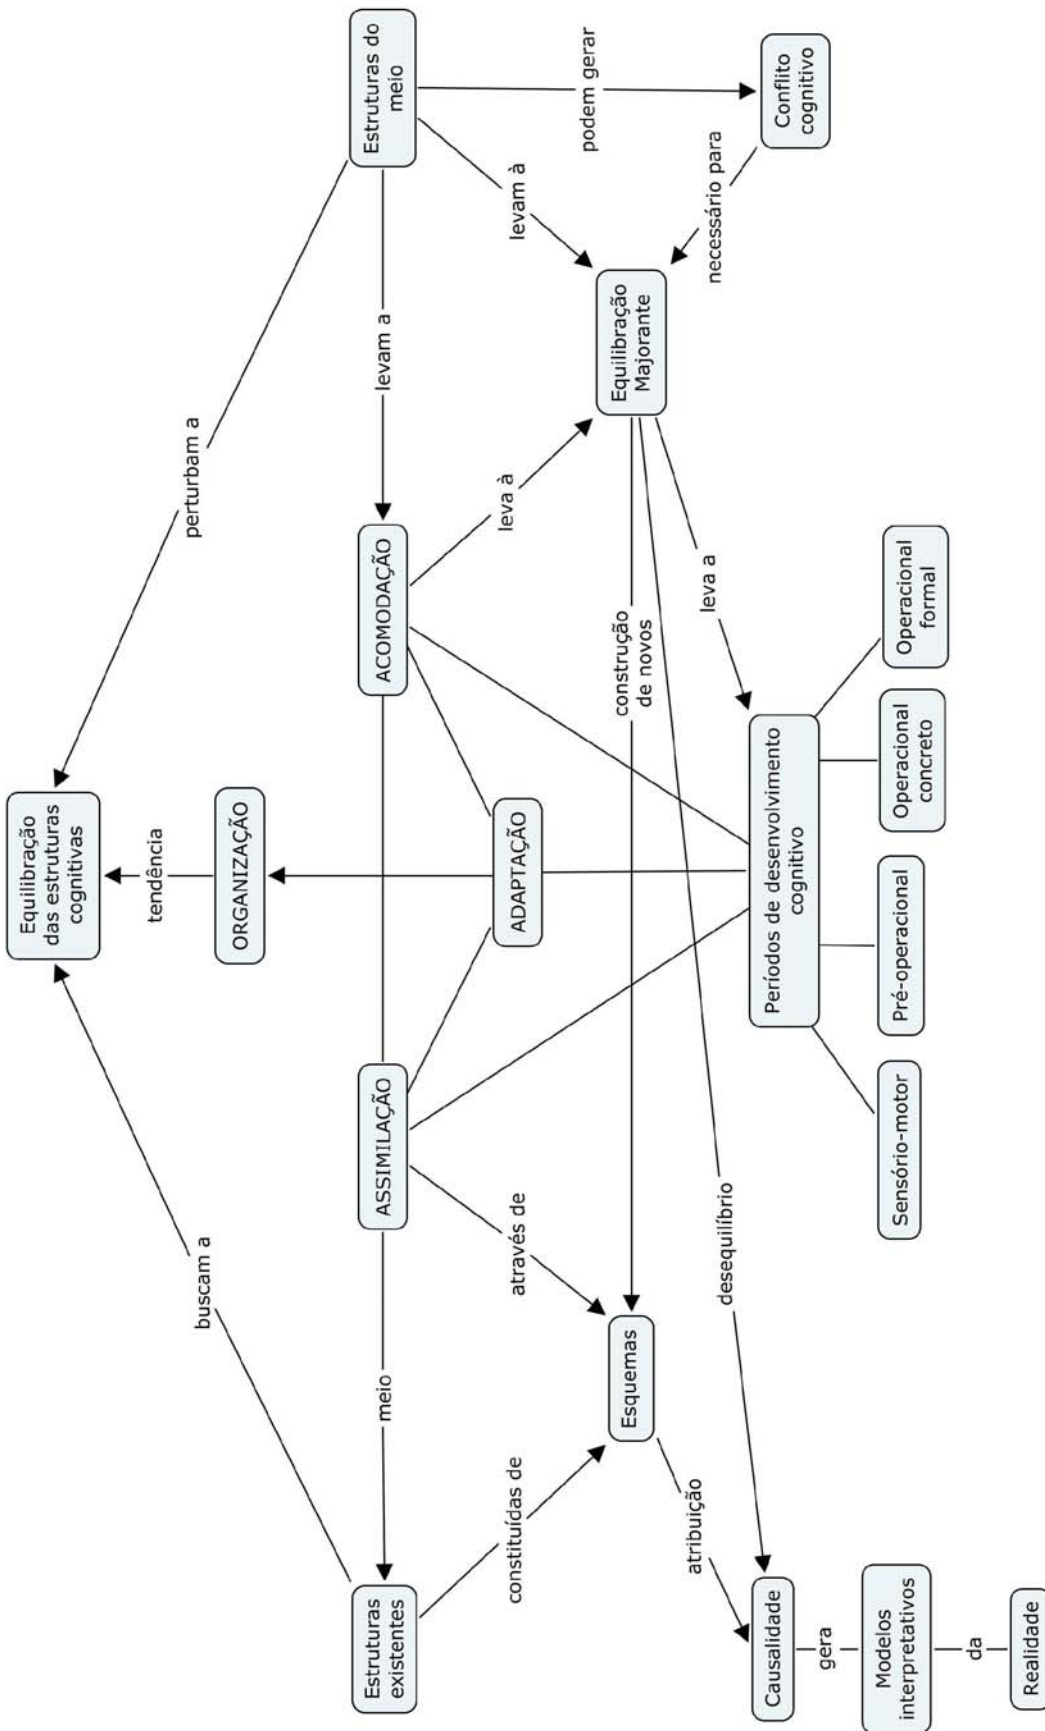 Equilibração
das estruturas
cognitivas
buscam a
tendência
perturbam a
ORGANIZAÇÃO
Estruturas
existentes
meio
ASSIMILAÇÃO
ACOMODAÇÃO
levam a
Estruturas do
meio
ADAPTAÇÃO
constituídas de
através de
leva à
levam à
podem gerar
Esquemas
construção
de novos
Equilibração
Majorante
necessário para
Conflito
cognitivo
atribuição
desequilíbrio
leva a
Causalidade
Períodos de desenvolvimento
cognitivo
gera
Modelos
interpretativos
da
Realidade
Sensório-motor
Pré-operacional
Operacional
concreto
Operacional
formal